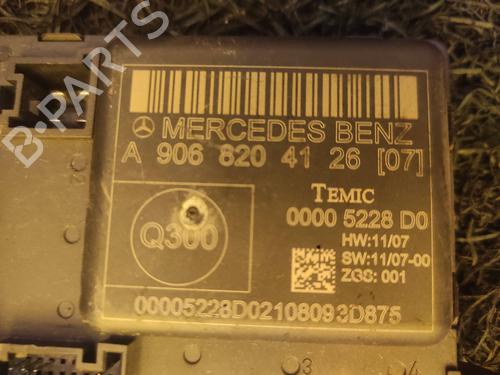 B-PARTS
MERCEDES BENZ
A 906 820 41 26 [07]
TEMIC
0000 5228 D0
HW:11/07
SW:11/07-00
ZGS: 001
Q300
00005228D02108093D875
3